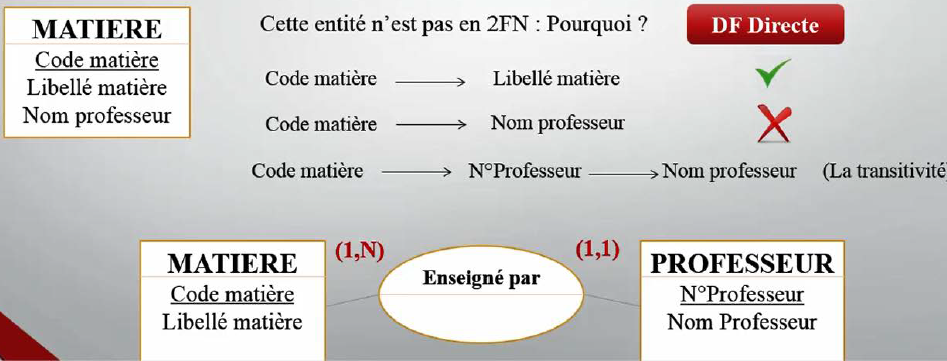 MATIERE
Code matière
Libellé matière
Nom professeur
Cette entité n'est pas en 2FN : Pourquoi ?
DF Directe
Code matière Libellé matière
Code matière Nom professeur
Code matière N°Professeur Nom professeur (La transitivité
MATIERE
Code matière
Libellé matière
(1,N)
Enseigné par
(1,1)
PROFESSEUR
N°Professeur
Nom Professeur